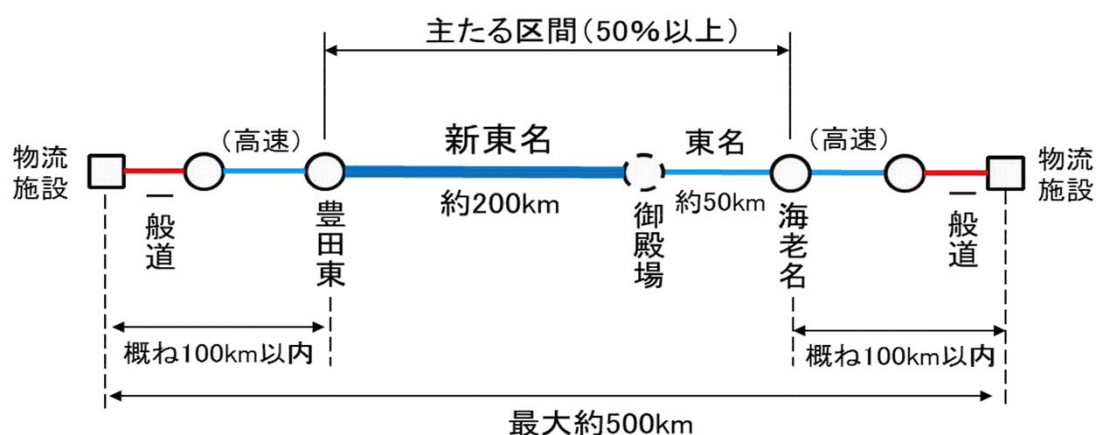 主たる区間(50%以上)
(高速)
新東名
東名
(高速)
物流
施設
物流
施設
約200km
約50km
一般道
豊田東
御殿場
海老名
一般道
概ね100km以内
概ね100km以内
最大約500km